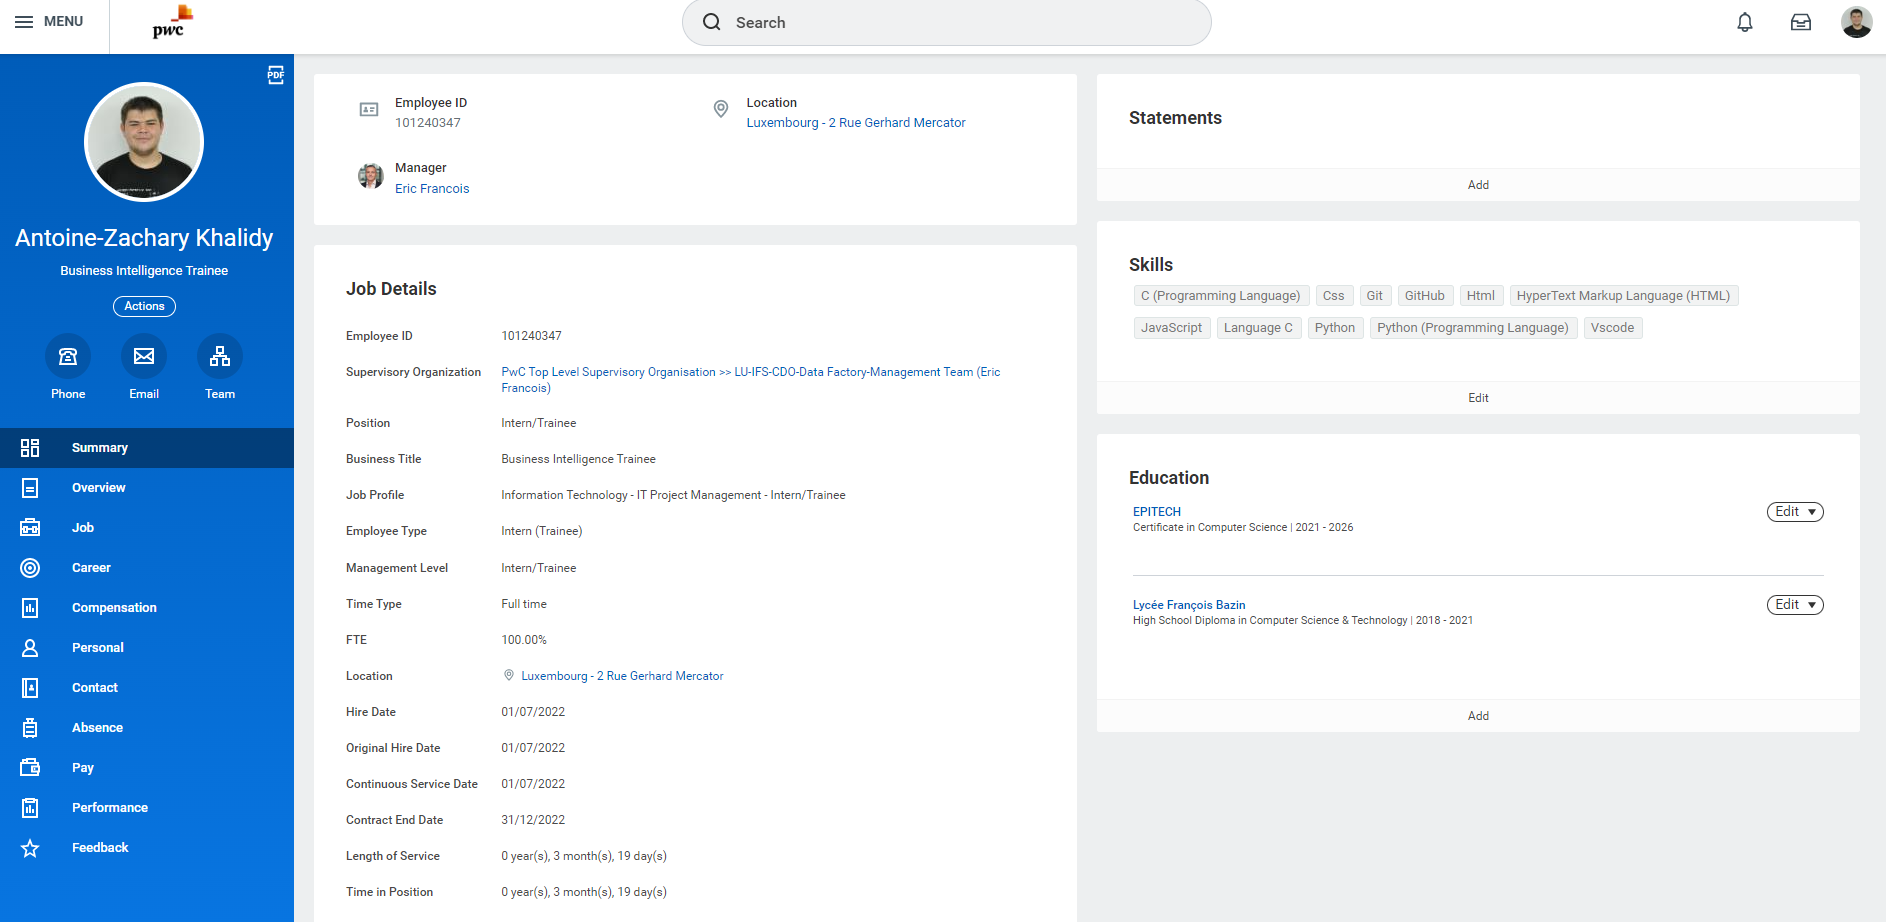 MENU
pwc
Search
PDF
Antoine-Zachary Khalidy
Business Intelligence Trainee
Actions
Phone
Email
Team
Summary
Overview
Job
Career
Compensation
Personal
Contact
Absence
Pay
Performance
Feedback
Employee ID
101240347
Location
Luxembourg - 2 Rue Gerhard Mercator
Manager
Eric Francois
Job Details
Employee ID 101240347
Supervisory Organization PwC Top Level Supervisory Organisation >> LU-IFS-CDO-Data Factory-Management Team (Eric
Francois)
Position Intern/Trainee
Business Title Business Intelligence Trainee
Job Profile Information Technology - IT Project Management - Intern/Trainee
Employee Type Intern (Trainee)
Management Level Intern/Trainee
Time Type Full time
FTE 100.00%
Location Luxembourg - 2 Rue Gerhard Mercator
Hire Date 01/07/2022
Original Hire Date 01/07/2022
Continuous Service Date 01/07/2022
Contract End Date 31/12/2022
Length of Service 0 year(s), 3 month(s), 19 day(s)
Time in Position 0 year(s), 3 month(s), 19 day(s)
Statements
Add
Skills
C (Programming Language) Css Git GitHub Html HyperText Markup Language (HTML)
JavaScript Language C Python Python (Programming Language) Vscode
Edit
Education
EPITECH
Certificate in Computer Science | 2021 - 2026
Edit
Lycée François Bazin
High School Diploma in Computer Science & Technology | 2018 - 2021
Edit
Add